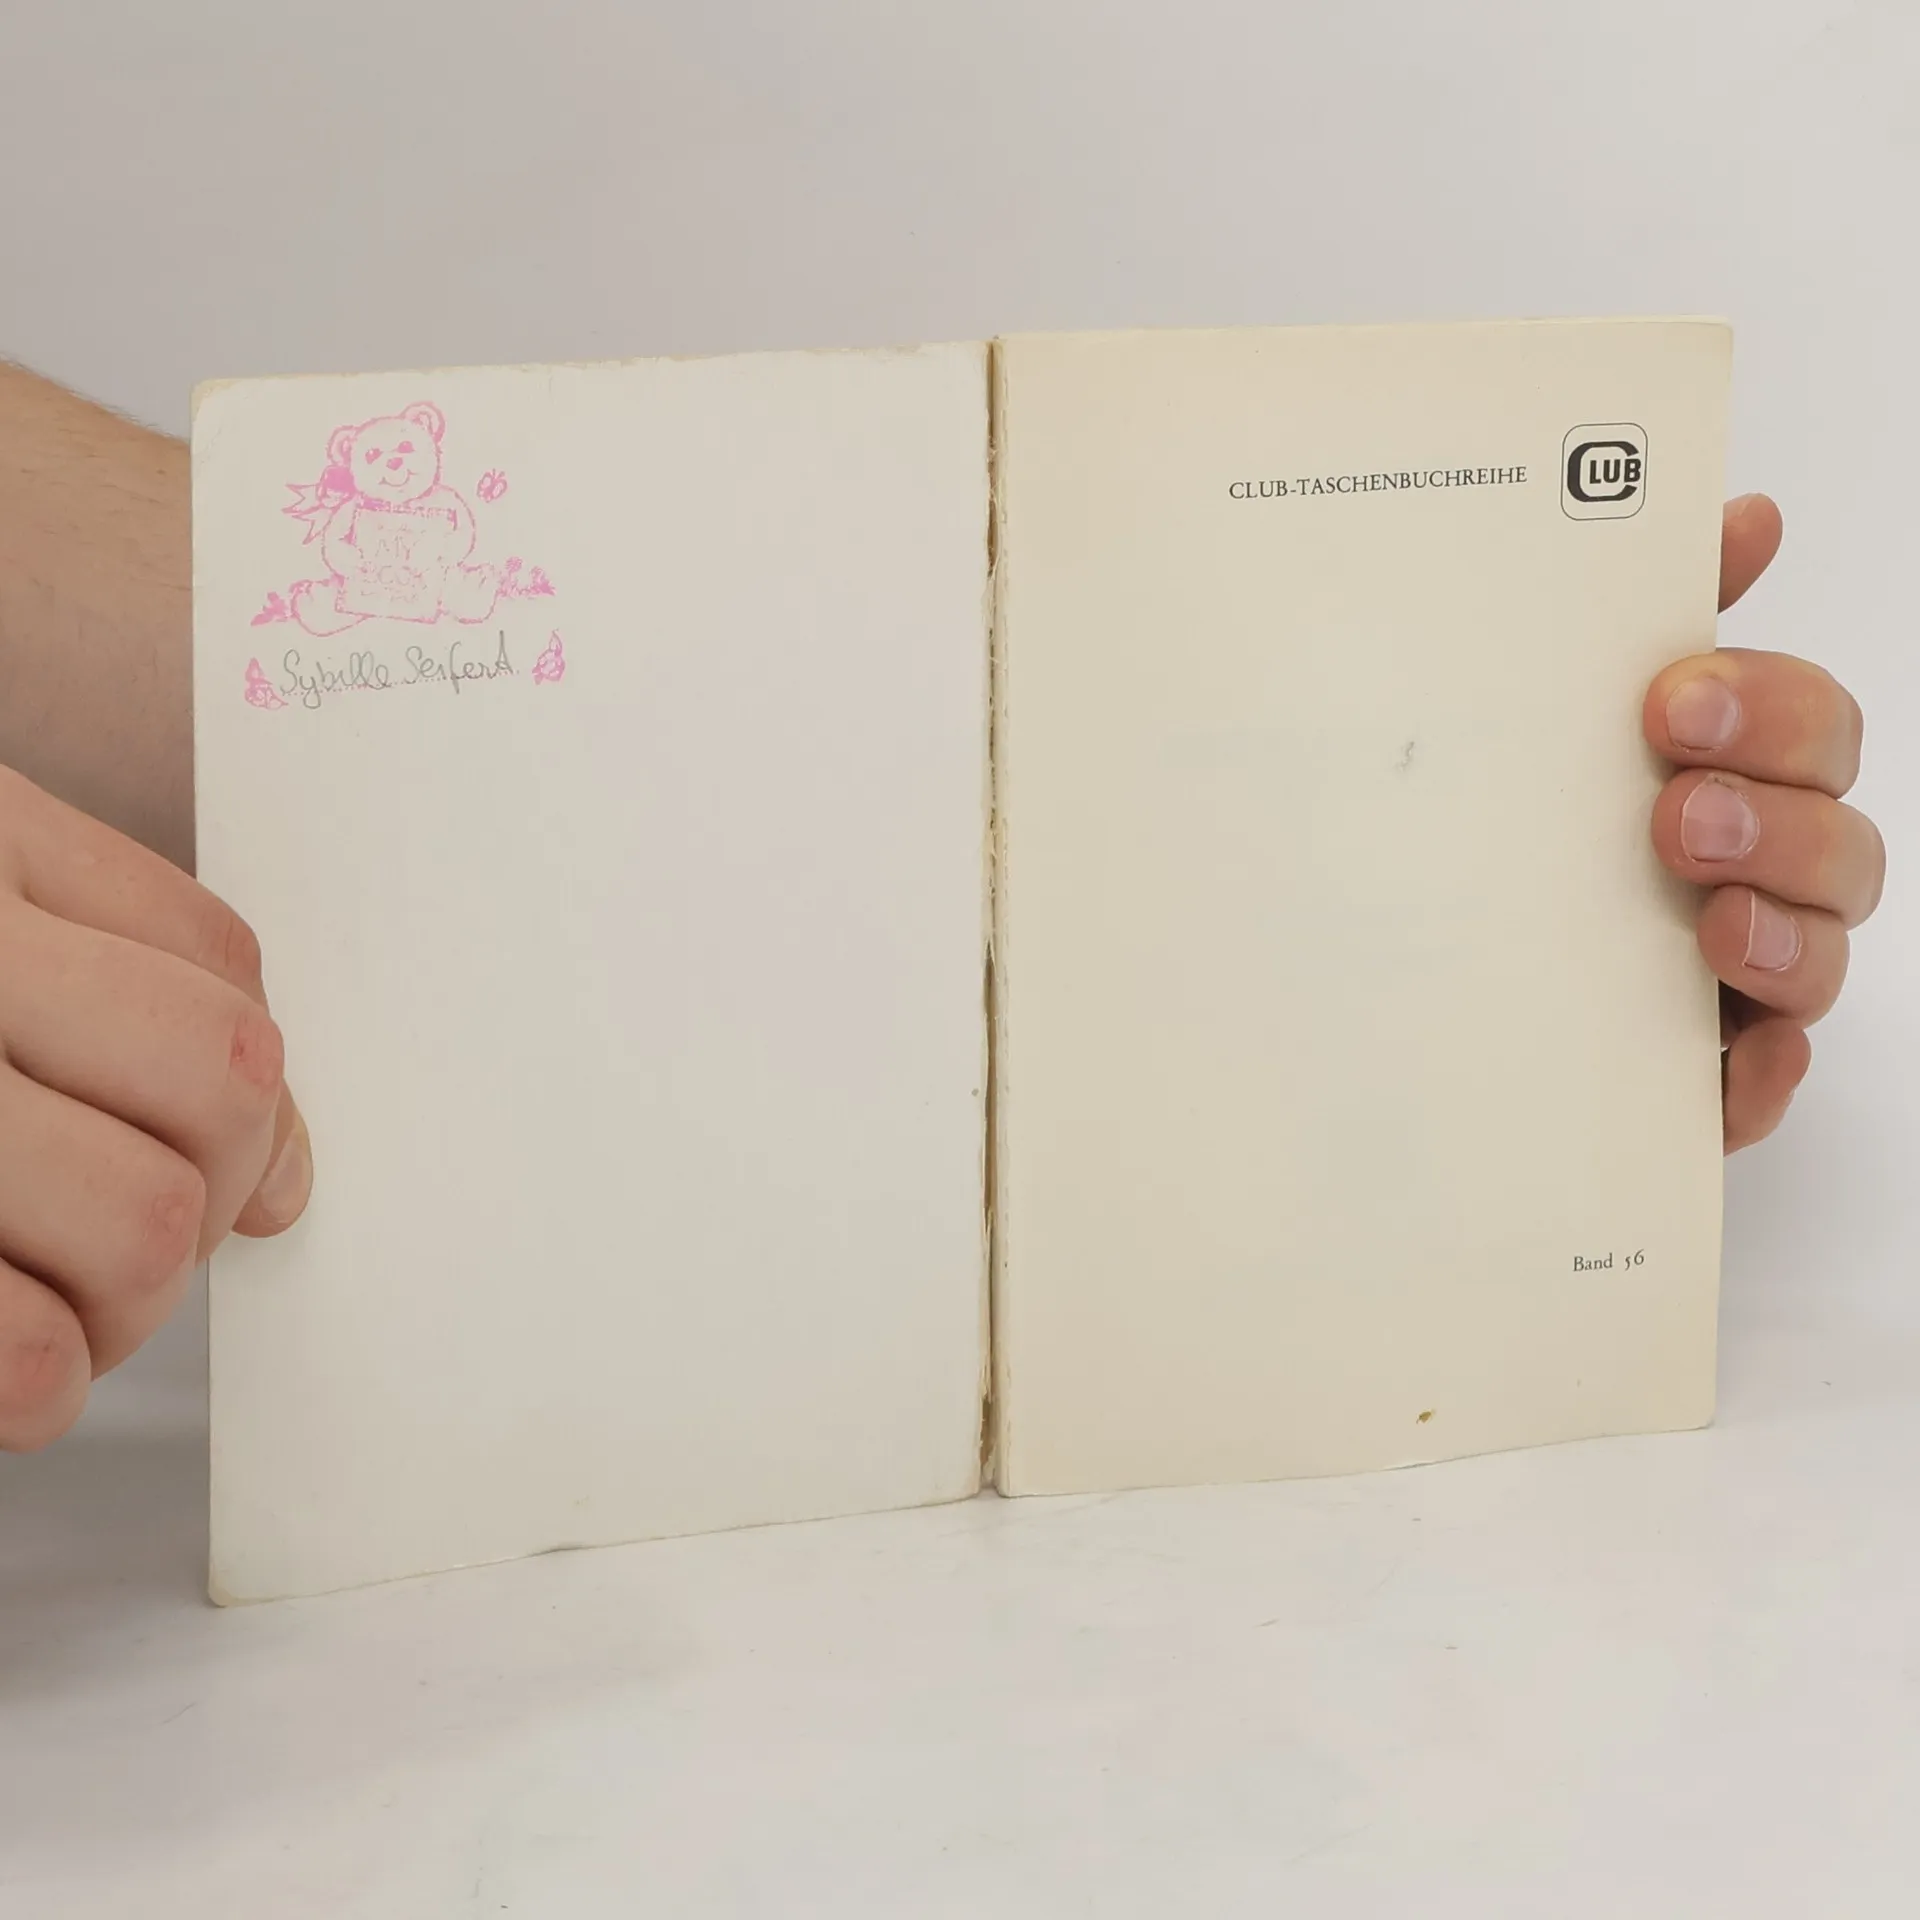 MY
BOOK
Sybille Seifert
CLUB-TASCHENBUCHREIHE
CLUB
Band 56